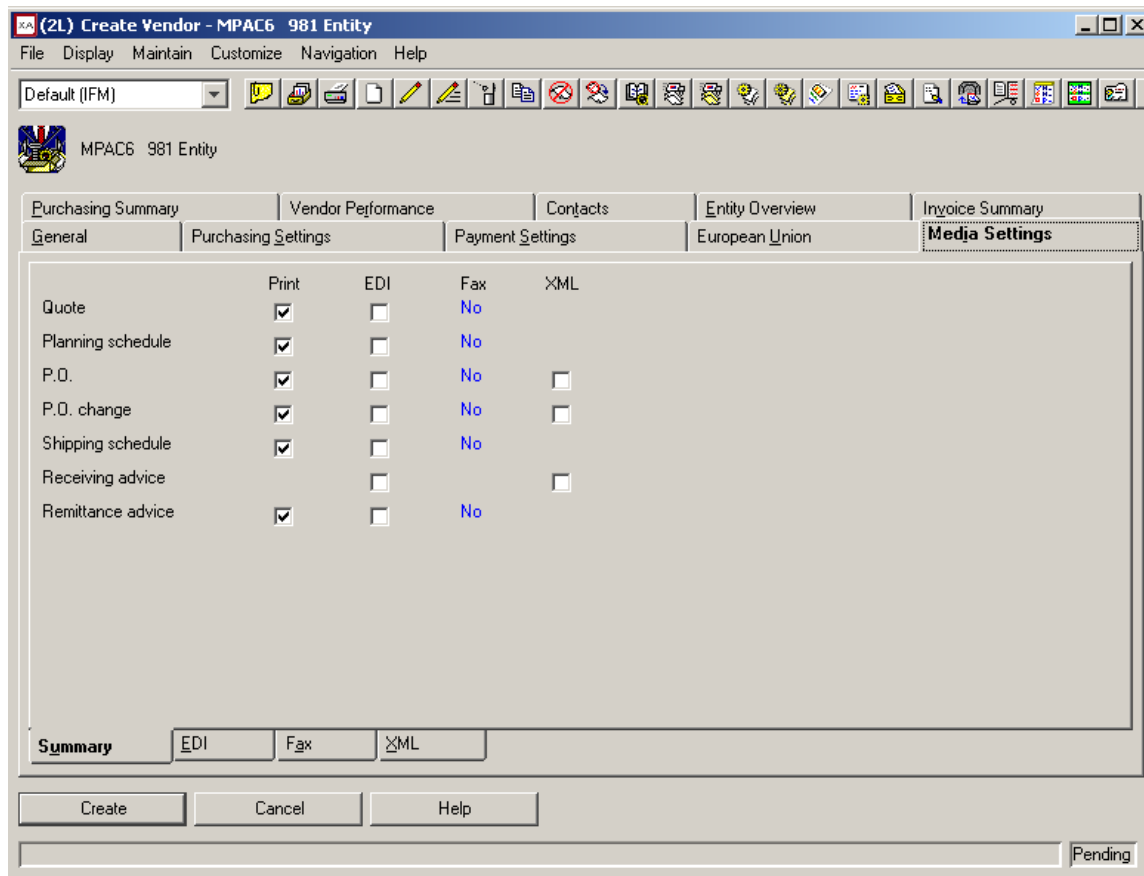 XA (2L) Create Vendor - MPAC6 981 Entity
File Display Maintain Customize Navigation Help
Default (IFM)
MPAC6 981 Entity
Purchasing Summary Vendor Performance Contacts Entity Overview Invoice Summary
General Purchasing Settings Payment Settings European Union Media Settings
Print EDI Fax XML
Quote No
Planning schedule No
P.O. No
P.O. change No
Shipping schedule No
Receiving advice
Remittance advice No
Summary EDI Fax XML
Create Cancel Help
Pending